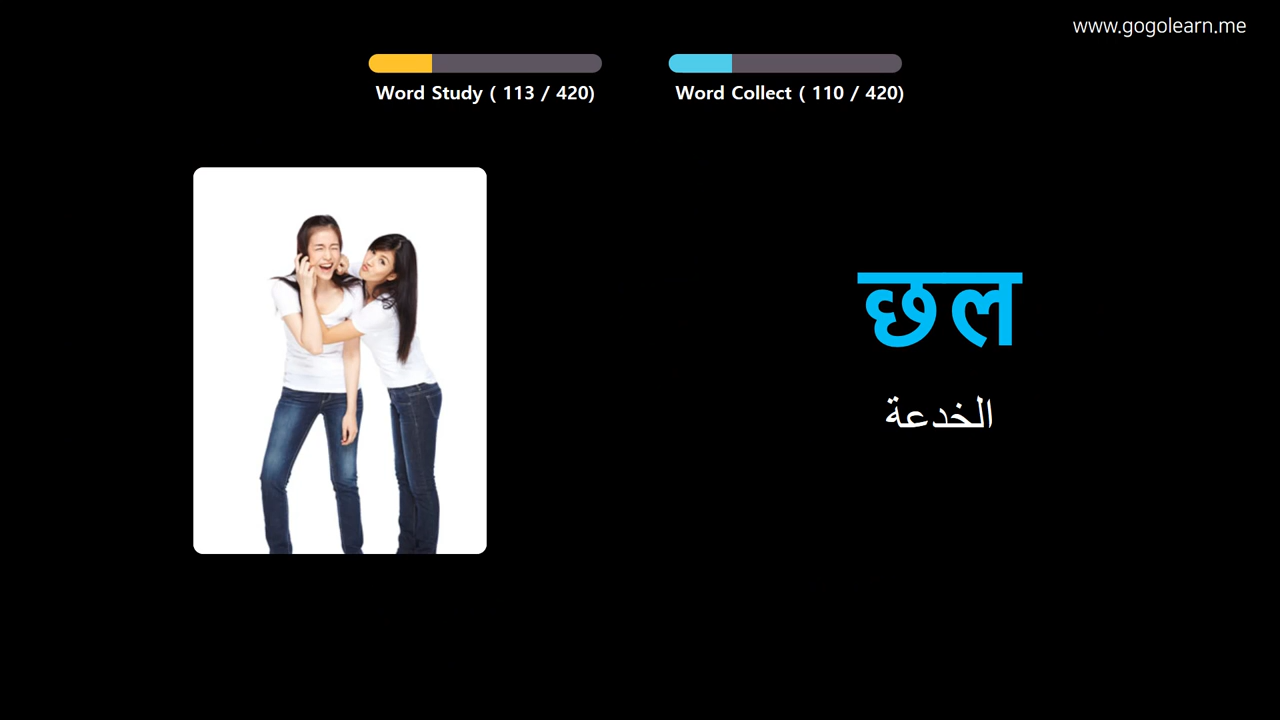 www.gogolearn.me
Word Study ( 113 / 420)
Word Collect ( 110 / 420)
छल
الخدعة